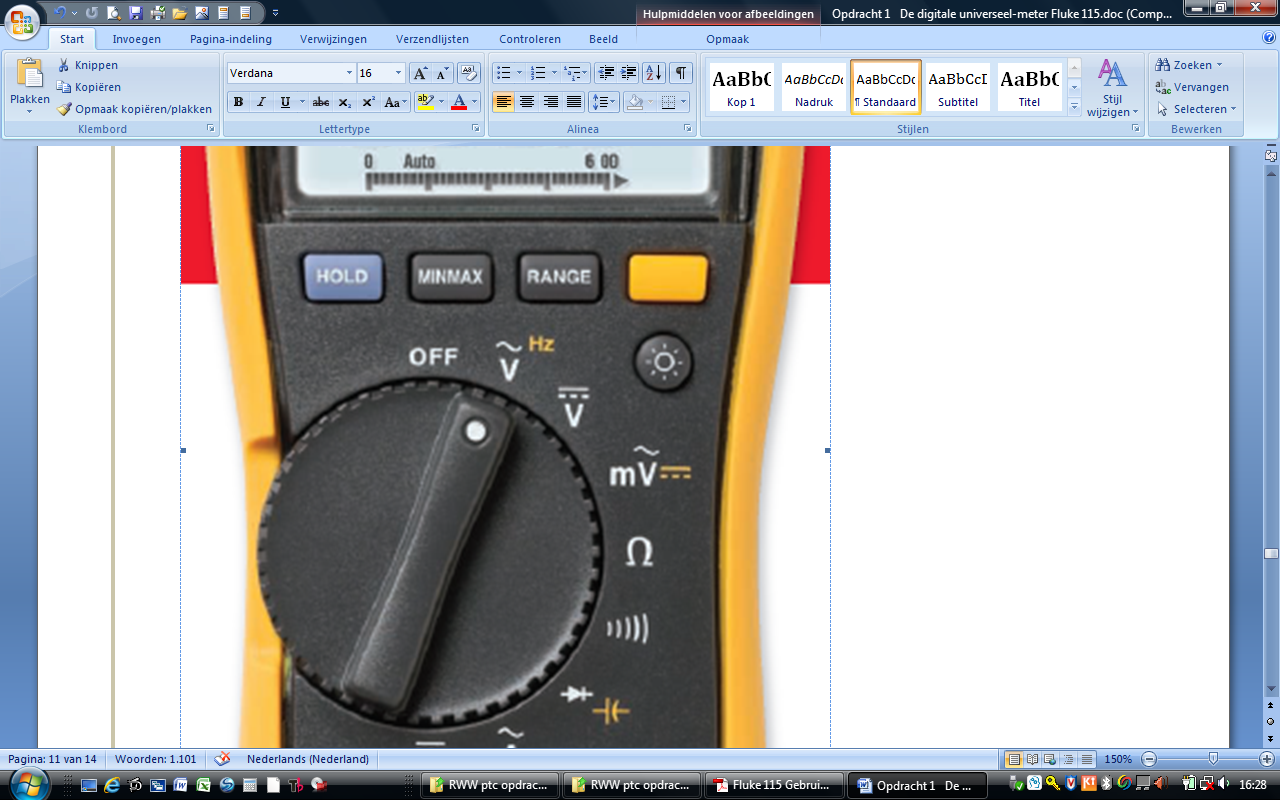 Hulpmiddelen voor afbeeldingen
Opdracht 1 De digitale universeel-meter Fluke 115.doc (Comp...
Start Invoegen Pagina-indeling Verwijzingen Verzendlijsten Controleren Beeld Opmaak
Plakken
Knippen
Kopiëren
Opmaak kopiëren/plakken
Klembord
Verdana 16
B I U abc x₂ x² Aa
Lettertype
Alinea
AaBbC AaBbCcDc AaBbCcDc AaBbCcI AaBbC
Kop 1 Nadruk ¶ Standaard Subtitel Titel
Stijlen
Stijl wijzigen
Zoeken
Vervangen
Selecteren
Bewerken
0 Auto 6 00
HOLD MINMAX RANGE
OFF V Hz
V
mV
Ω
Pagina: 11 van 14 Woorden: 1.101 Nederlands (Nederland) 150%
RWW ptc opdrac... RWW ptc opdrac... Fluke 115 Gebrui... Opdracht 1 De ... 16:28